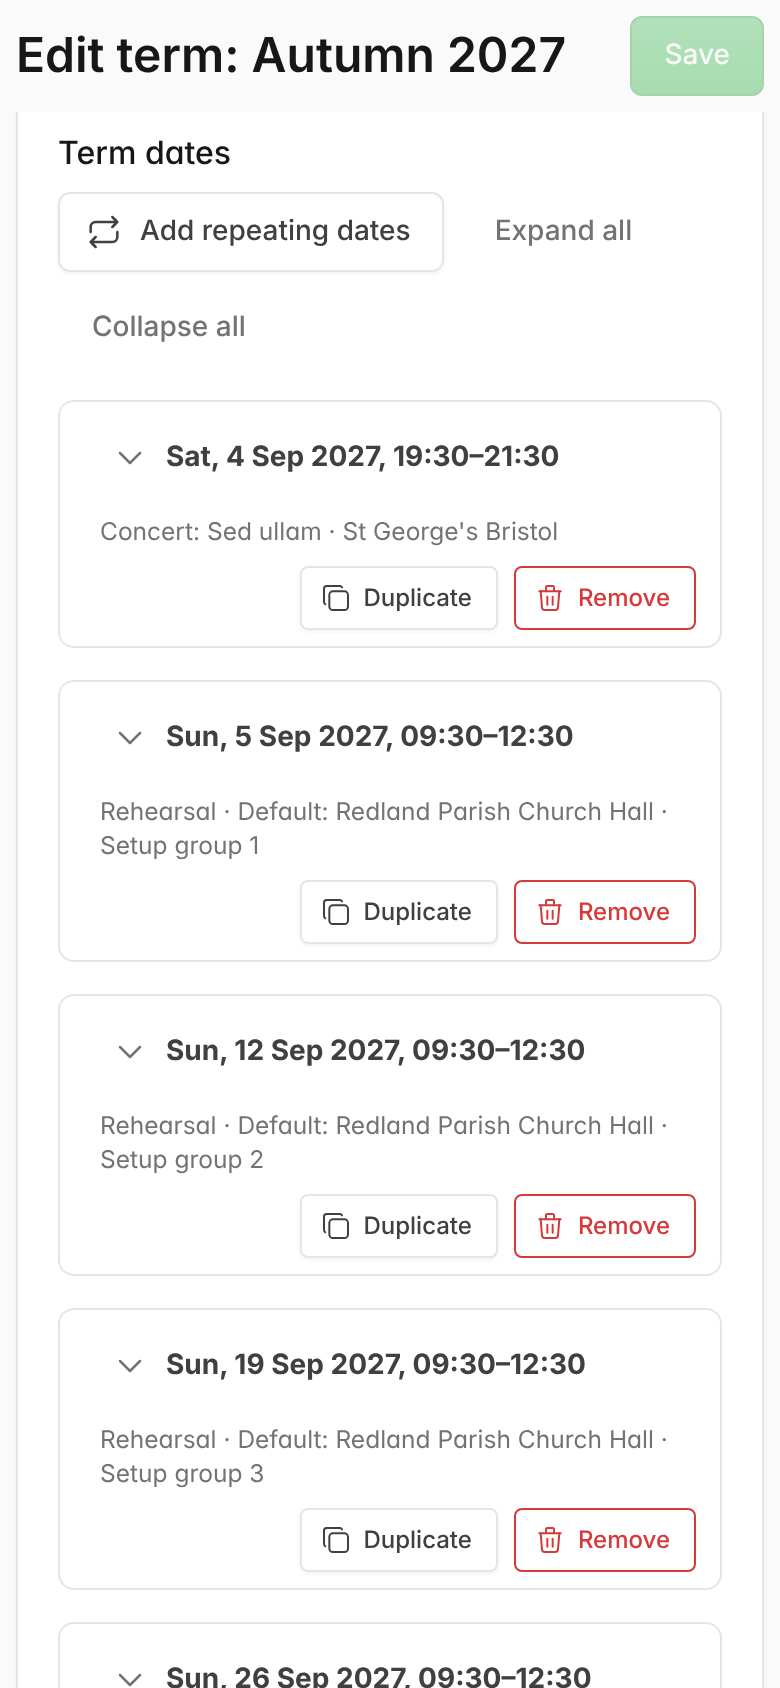 Edit term: Autumn 2027
Save
Term dates
Add repeating dates
Expand all
Collapse all
Sat, 4 Sep 2027, 19:30–21:30
Concert: Sed ullam · St George's Bristol
Duplicate
Remove
Sun, 5 Sep 2027, 09:30–12:30
Rehearsal · Default: Redland Parish Church Hall ·
Setup group 1
Duplicate
Remove
Sun, 12 Sep 2027, 09:30–12:30
Rehearsal · Default: Redland Parish Church Hall ·
Setup group 2
Duplicate
Remove
Sun, 19 Sep 2027, 09:30–12:30
Rehearsal · Default: Redland Parish Church Hall ·
Setup group 3
Duplicate
Remove
Sun, 26 Sep 2027, 09:30–12:30